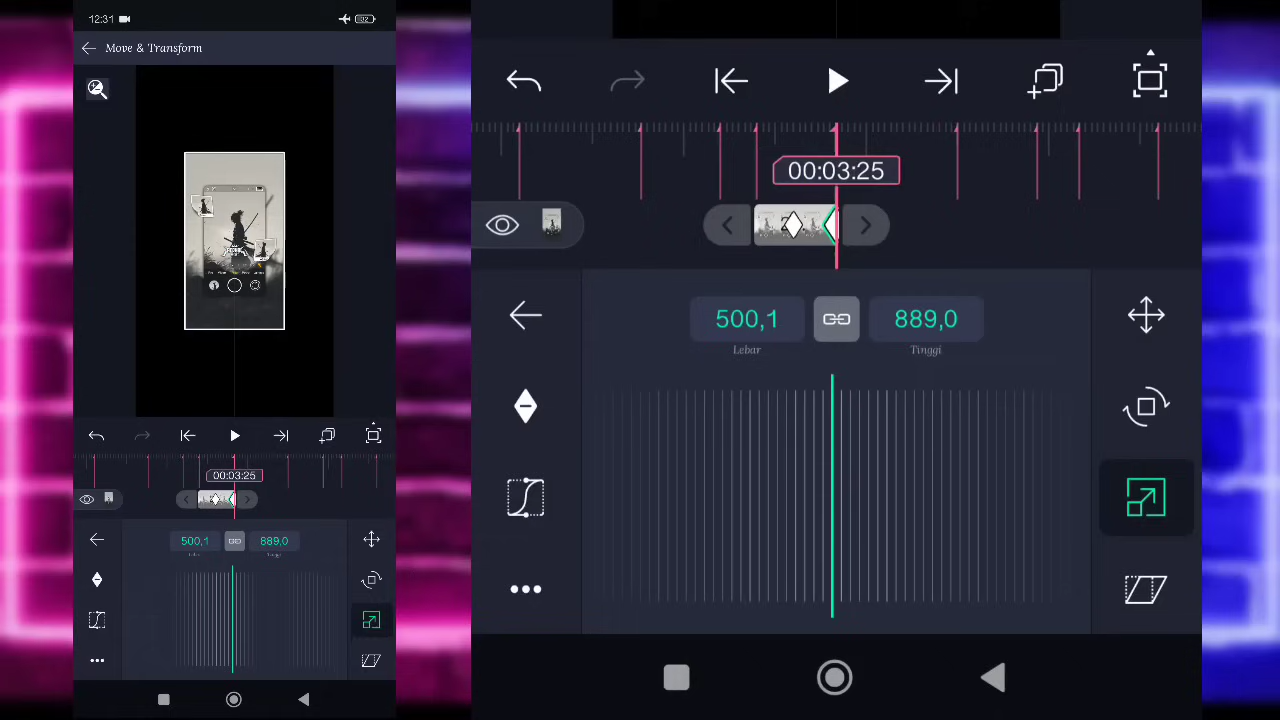 12:31
Move & Transform
00:03:25
500,1
889,0
Lebar
Tinggi
00:03:25
500,1
889,0